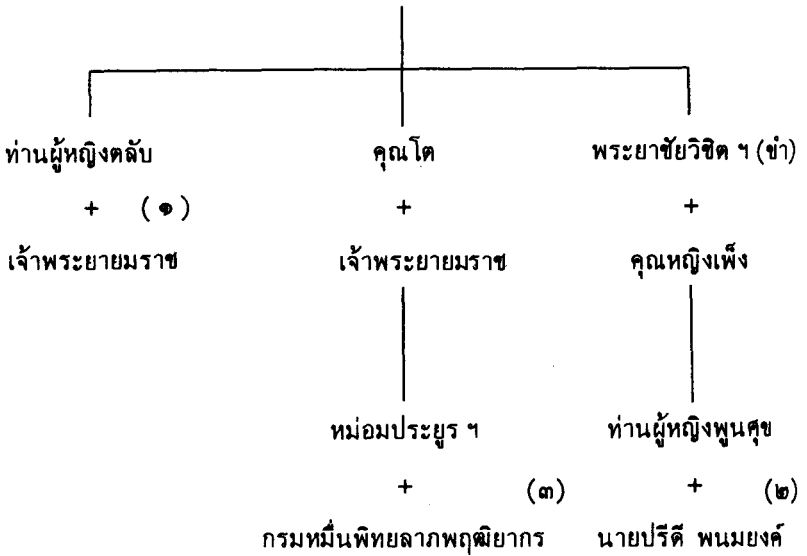 ท่านผู้หญิงตลับ คุณโต พระยาชัยวิชิต ฯ (ขำ)
+ (๑) + +
เจ้าพระยายมราช เจ้าพระยายมราช คุณหญิงเพ็ง
หม่อมประยูร ฯ ท่านผู้หญิงพูนศุข
+ (๓) + (๒)
กรมหมื่นพิทยลาภพฤฒิยากร นายปรีดี พนมยงค์